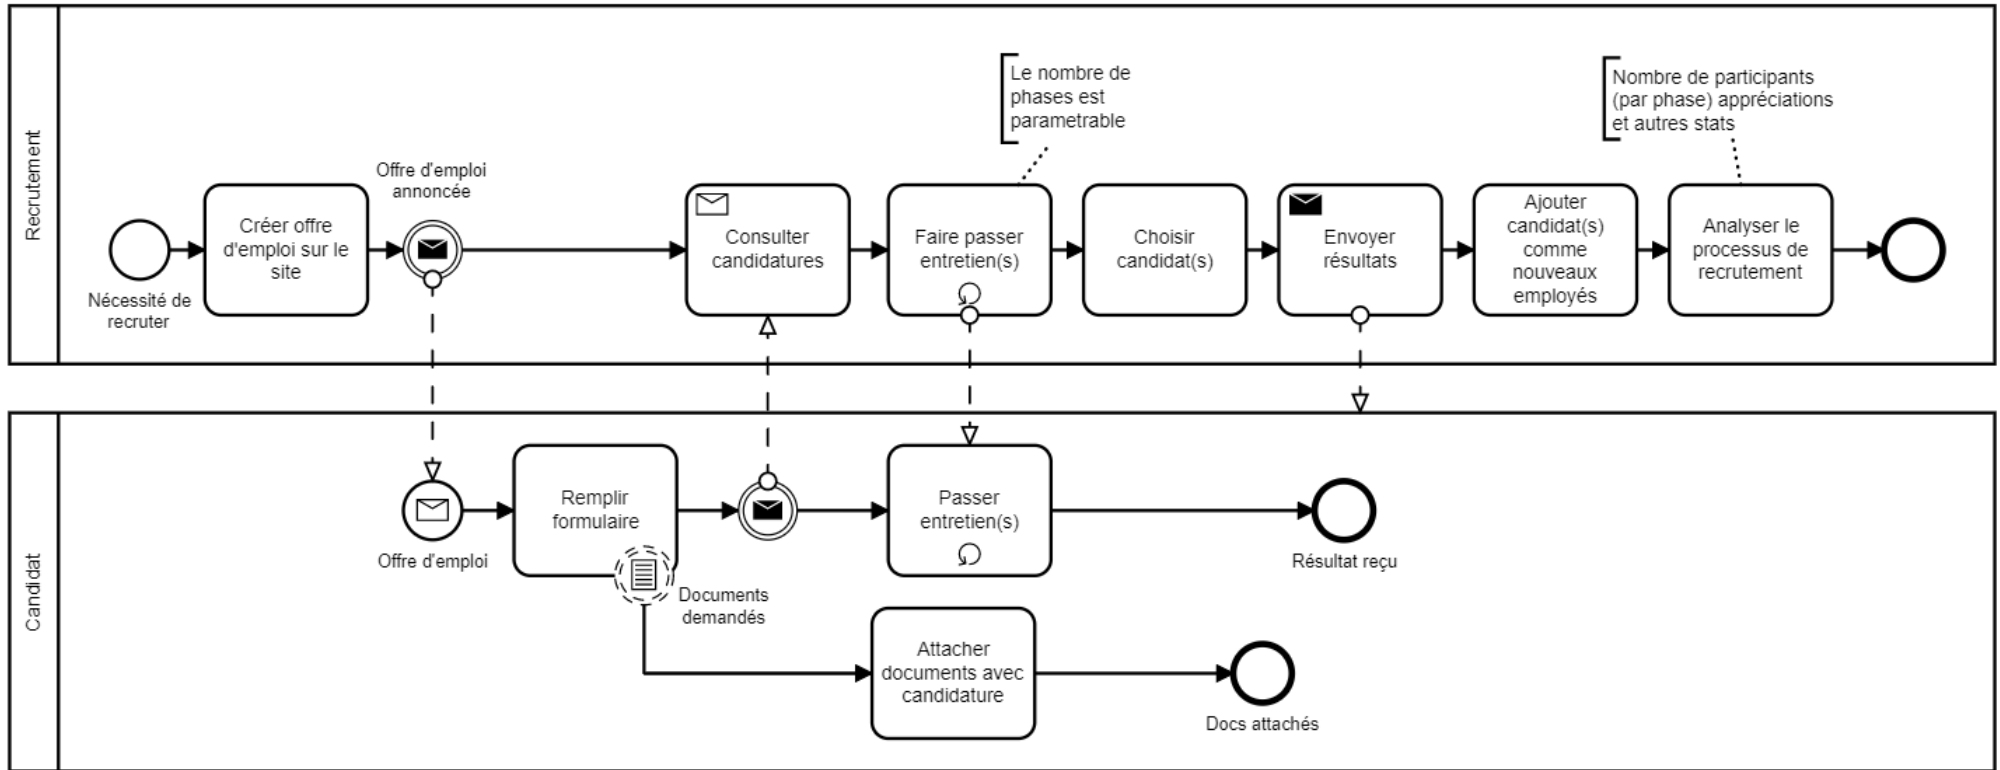 Recrutement
Le nombre de
phases est
parametrable
Nombre de participants
(par phase) appréciations
et autres stats
Nécessité de
recruter
Créer offre
d'emploi sur le
site
Offre d'emploi
annoncée
Consulter
candidatures
Faire passer
entretien(s)
Choisir
candidat(s)
Envoyer
résultats
Ajouter
candidat(s)
comme
nouveaux
employés
Analyser le
processus de
recrutement
Candidat
Offre d'emploi
Remplir
formulaire
Documents
demandés
Passer
entretien(s)
Résultat reçu
Attacher
documents avec
candidature
Docs attachés